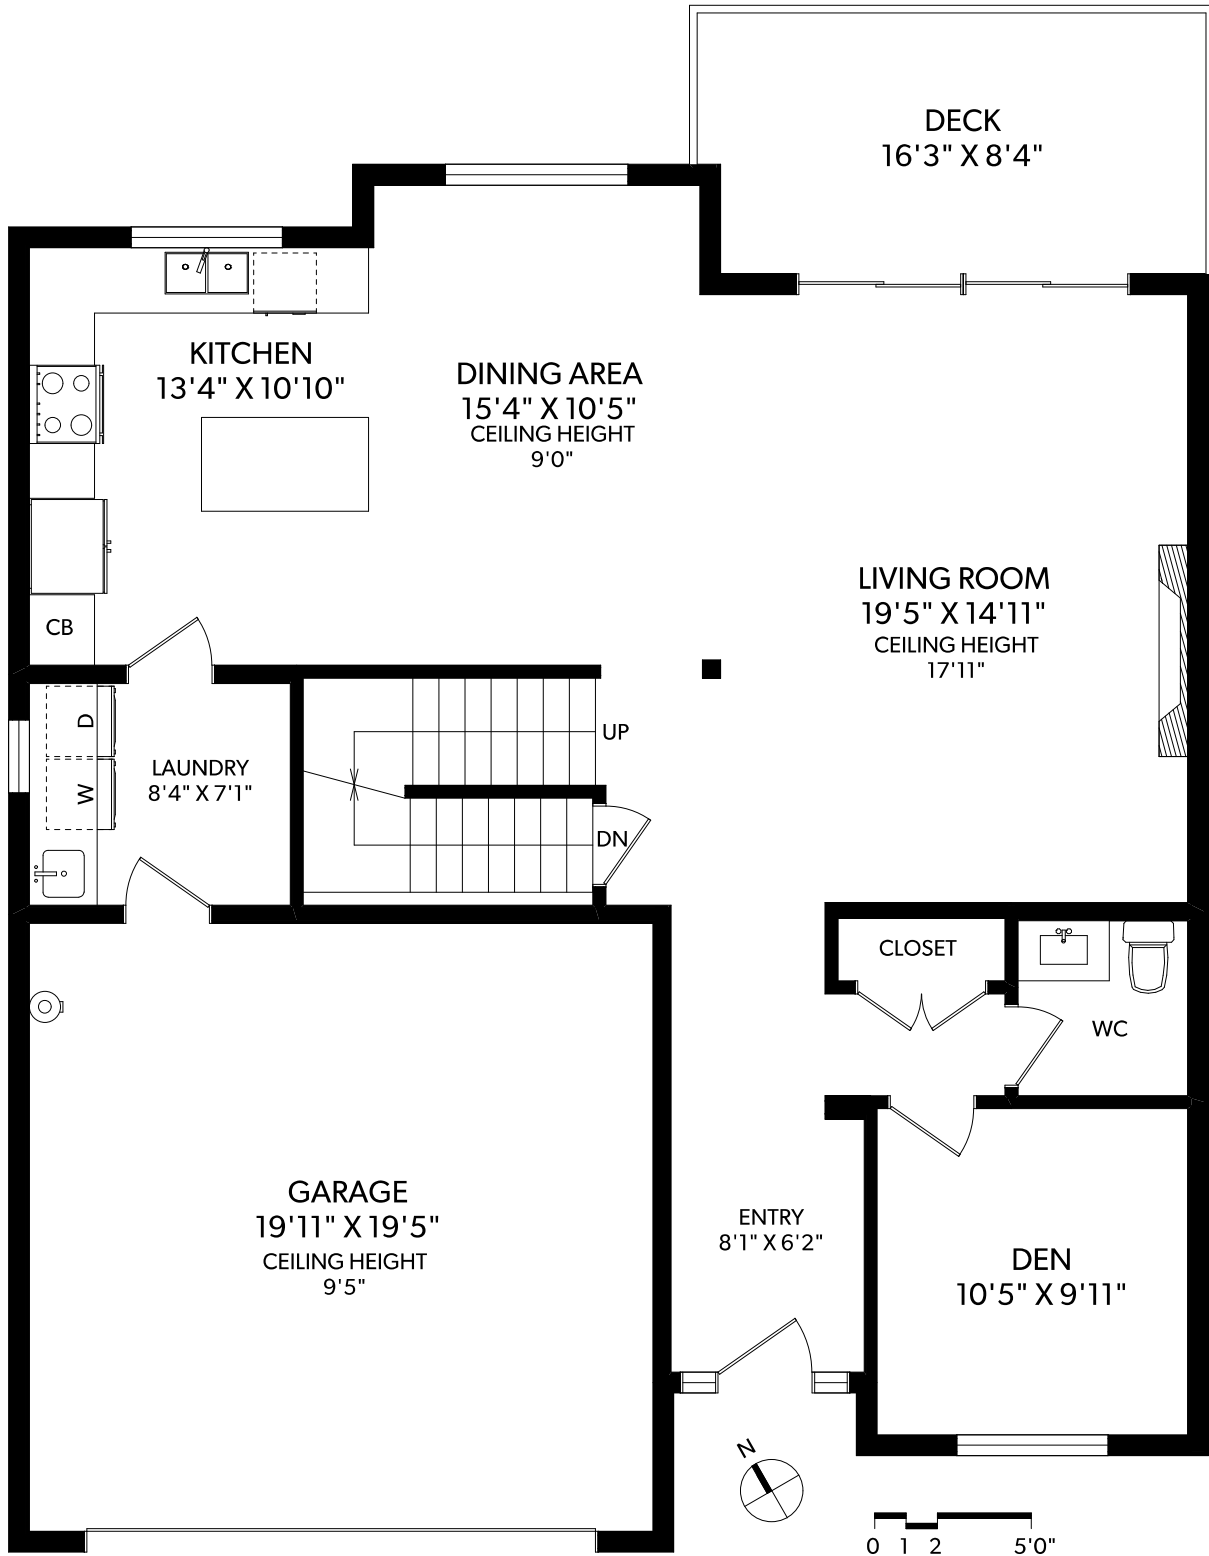 DECK
16'3" X 8'4"
KITCHEN
13'4" X 10'10"
DINING AREA
15'4" X 10'5"
CEILING HEIGHT
9'0"
LIVING ROOM
19'5" X 14'11"
CEILING HEIGHT
17'11"
CB
UP
D
W
LAUNDRY
8'4" X 7'1"
DN
CLOSET
WC
GARAGE
19'11" X 19'5"
CEILING HEIGHT
9'5"
ENTRY
8'1" X 6'2"
DEN
10'5" X 9'11"
N
0 1 2 5'0"